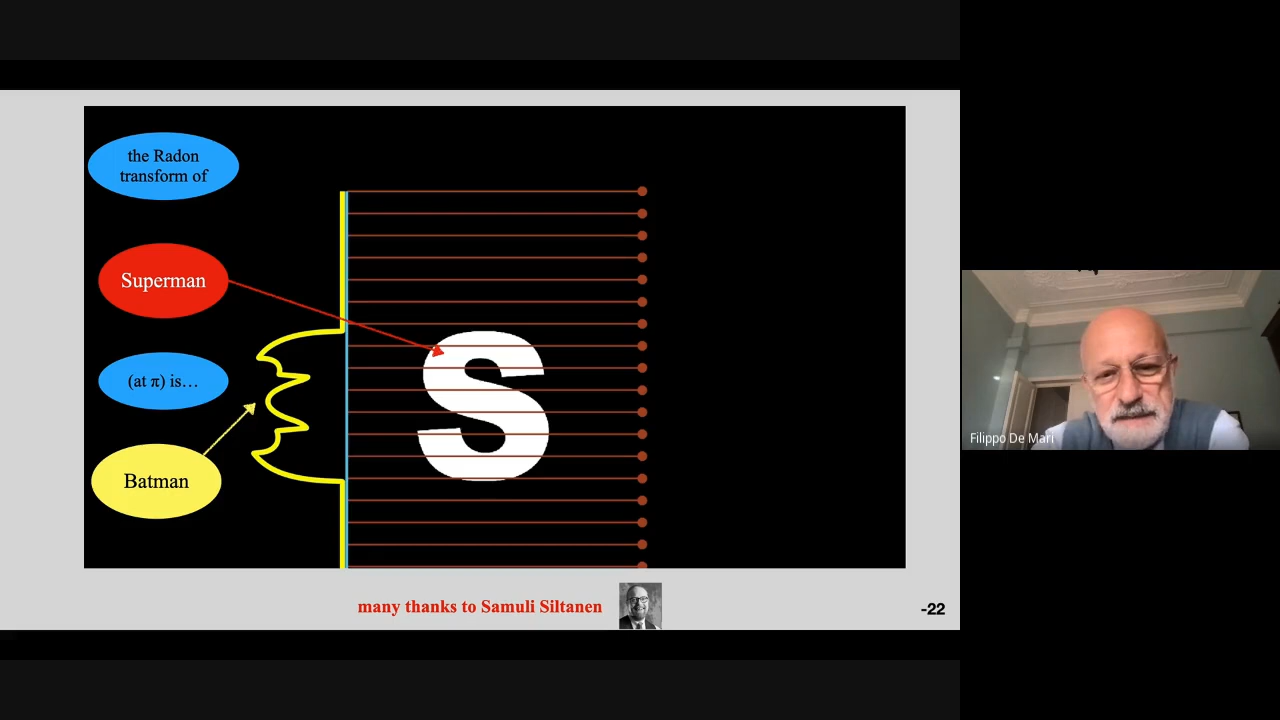 the Radon
transform of
Superman
(at π) is…
Batman
S
many thanks to Samuli Siltanen
-22
Filippo De Mari